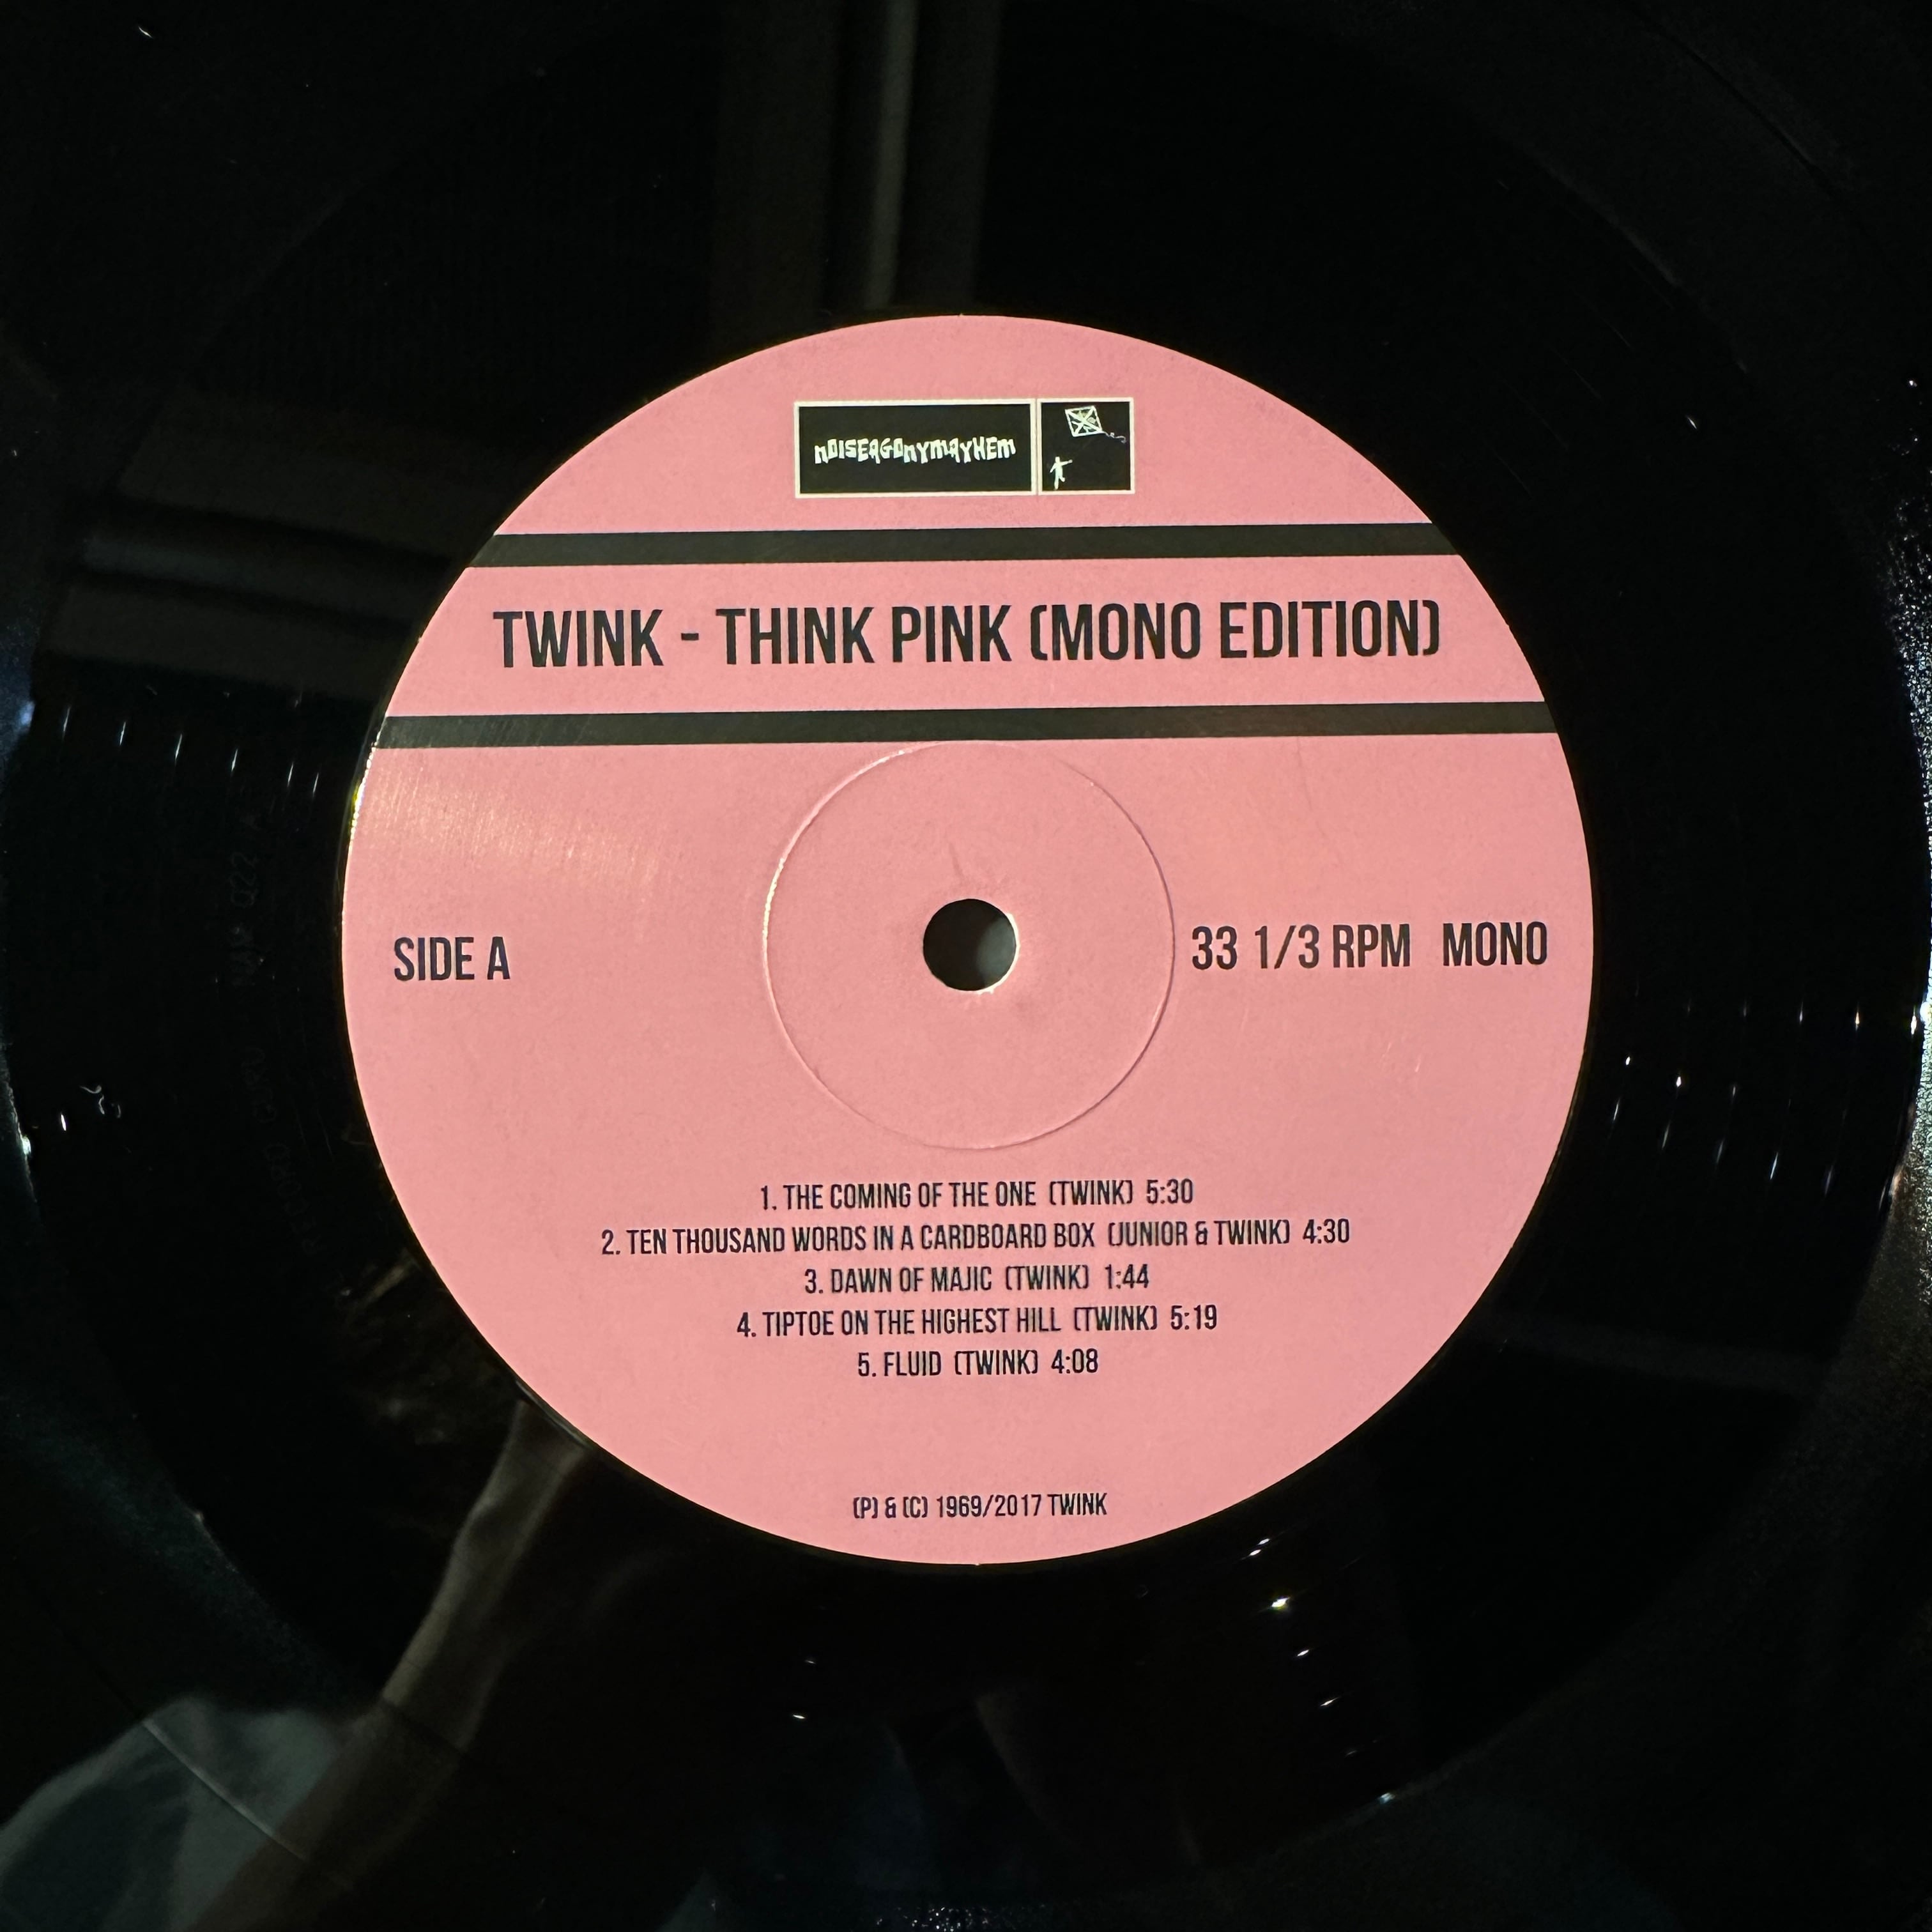 NOISEAGONYMAYHEM
TWINK - THINK PINK (MONO EDITION)
SIDE A
33 1/3 RPM MONO
1. THE COMING OF THE ONE (TWINK) 5:30
2. TEN THOUSAND WORDS IN A CARDBOARD BOX (JUNIOR & TWINK) 4:30
3. DAWN OF MAJIC (TWINK) 1:44
4. TIPTOE ON THE HIGHEST HILL (TWINK) 5:19
5. FLUID (TWINK) 4:08
(P) & (C) 1969/2017 TWINK